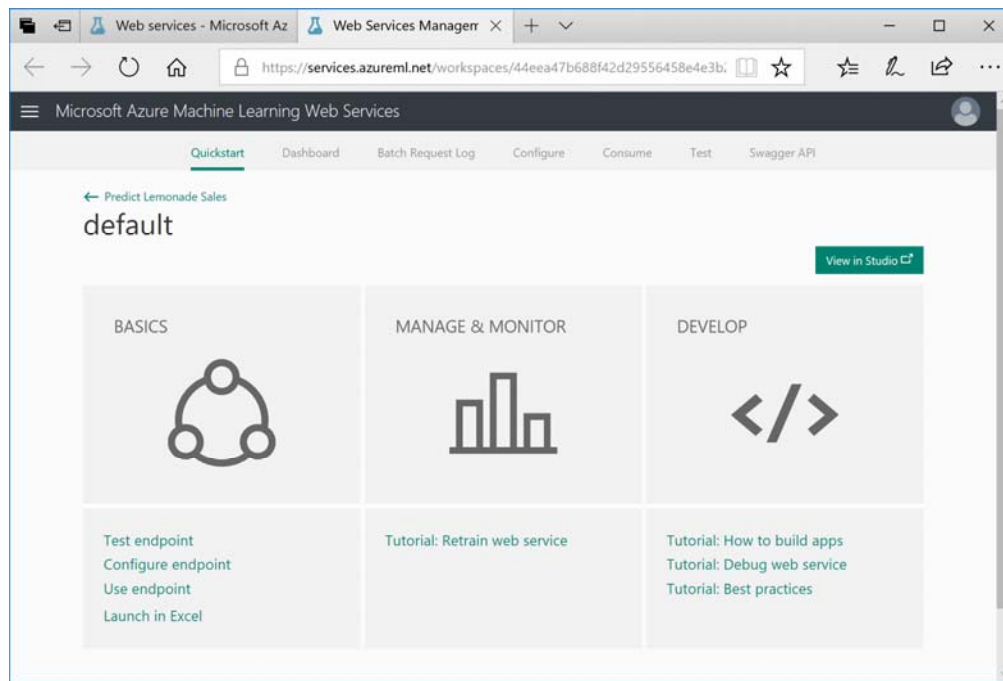 Web services - Microsoft Az
Web Services Managem
https://services.azureml.net/workspaces/44eea47b688f42d29556458e4e3b
Microsoft Azure Machine Learning Web Services
Quickstart Dashboard Batch Request Log Configure Consume Test Swagger API
← Predict Lemonade Sales
default
View in Studio
BASICS MANAGE & MONITOR DEVELOP
</>
Test endpoint
Configure endpoint
Use endpoint
Launch in Excel
Tutorial: Retrain web service
Tutorial: How to build apps
Tutorial: Debug web service
Tutorial: Best practices